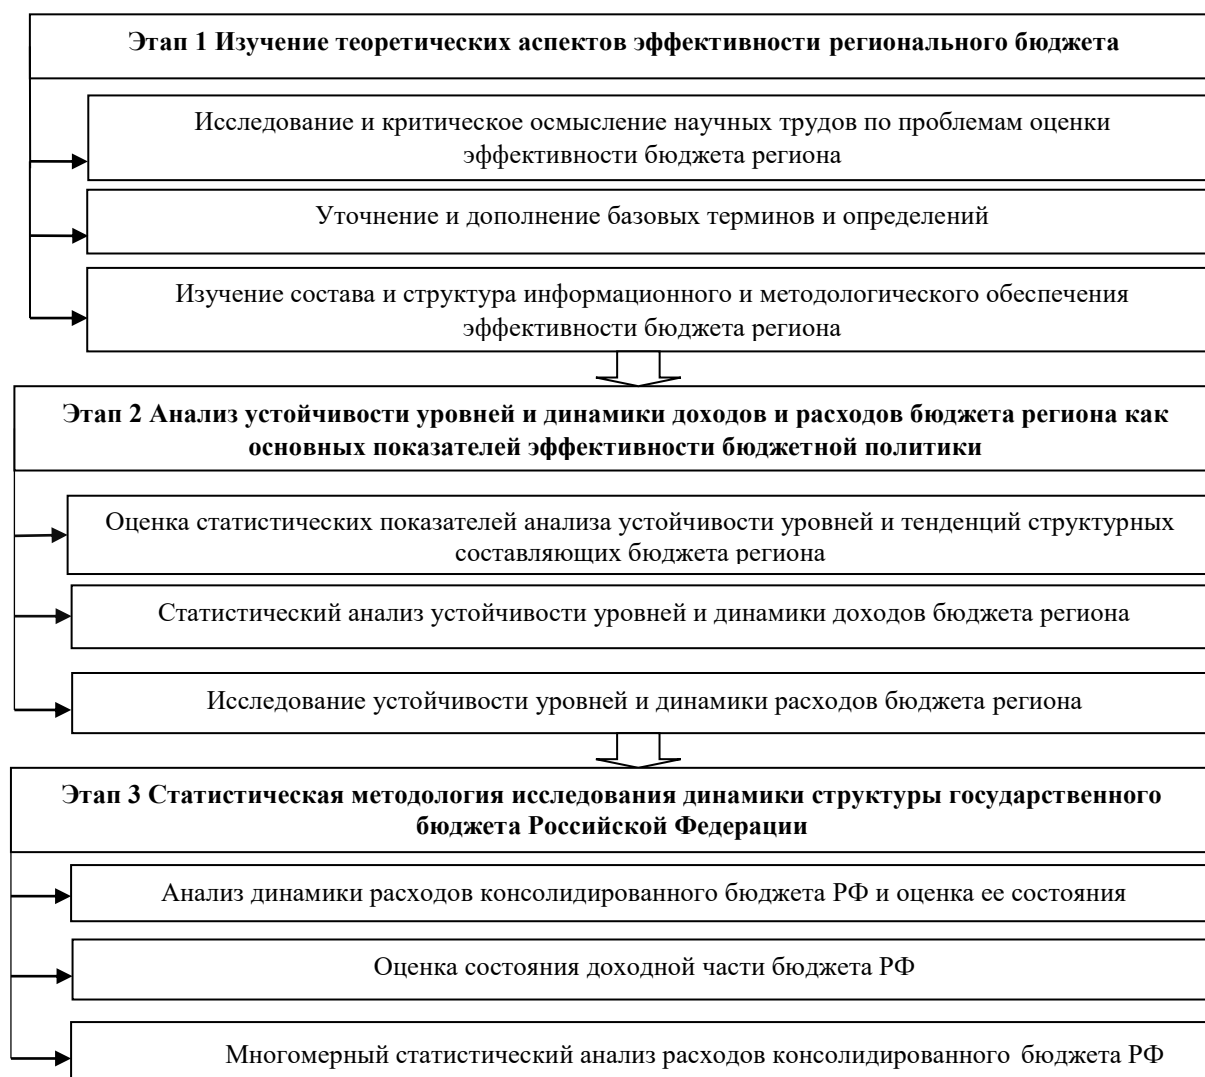 Этап 1 Изучение теоретических аспектов эффективности регионального бюджета
Исследование и критическое осмысление научных трудов по проблемам оценки
эффективности бюджета региона
Уточнение и дополнение базовых терминов и определений
Изучение состава и структура информационного и методологического обеспечения
эффективности бюджета региона
Этап 2 Анализ устойчивости уровней и динамики доходов и расходов бюджета региона как
основных показателей эффективности бюджетной политики
Оценка статистических показателей анализа устойчивости уровней и тенденций структурных
составляющих бюджета региона
Статистический анализ устойчивости уровней и динамики доходов бюджета региона
Исследование устойчивости уровней и динамики расходов бюджета региона
Этап 3 Статистическая методология исследования динамики структуры государственного
бюджета Российской Федерации
Анализ динамики расходов консолидированного бюджета РФ и оценка ее состояния
Оценка состояния доходной части бюджета РФ
Многомерный статистический анализ расходов консолидированного бюджета РФ